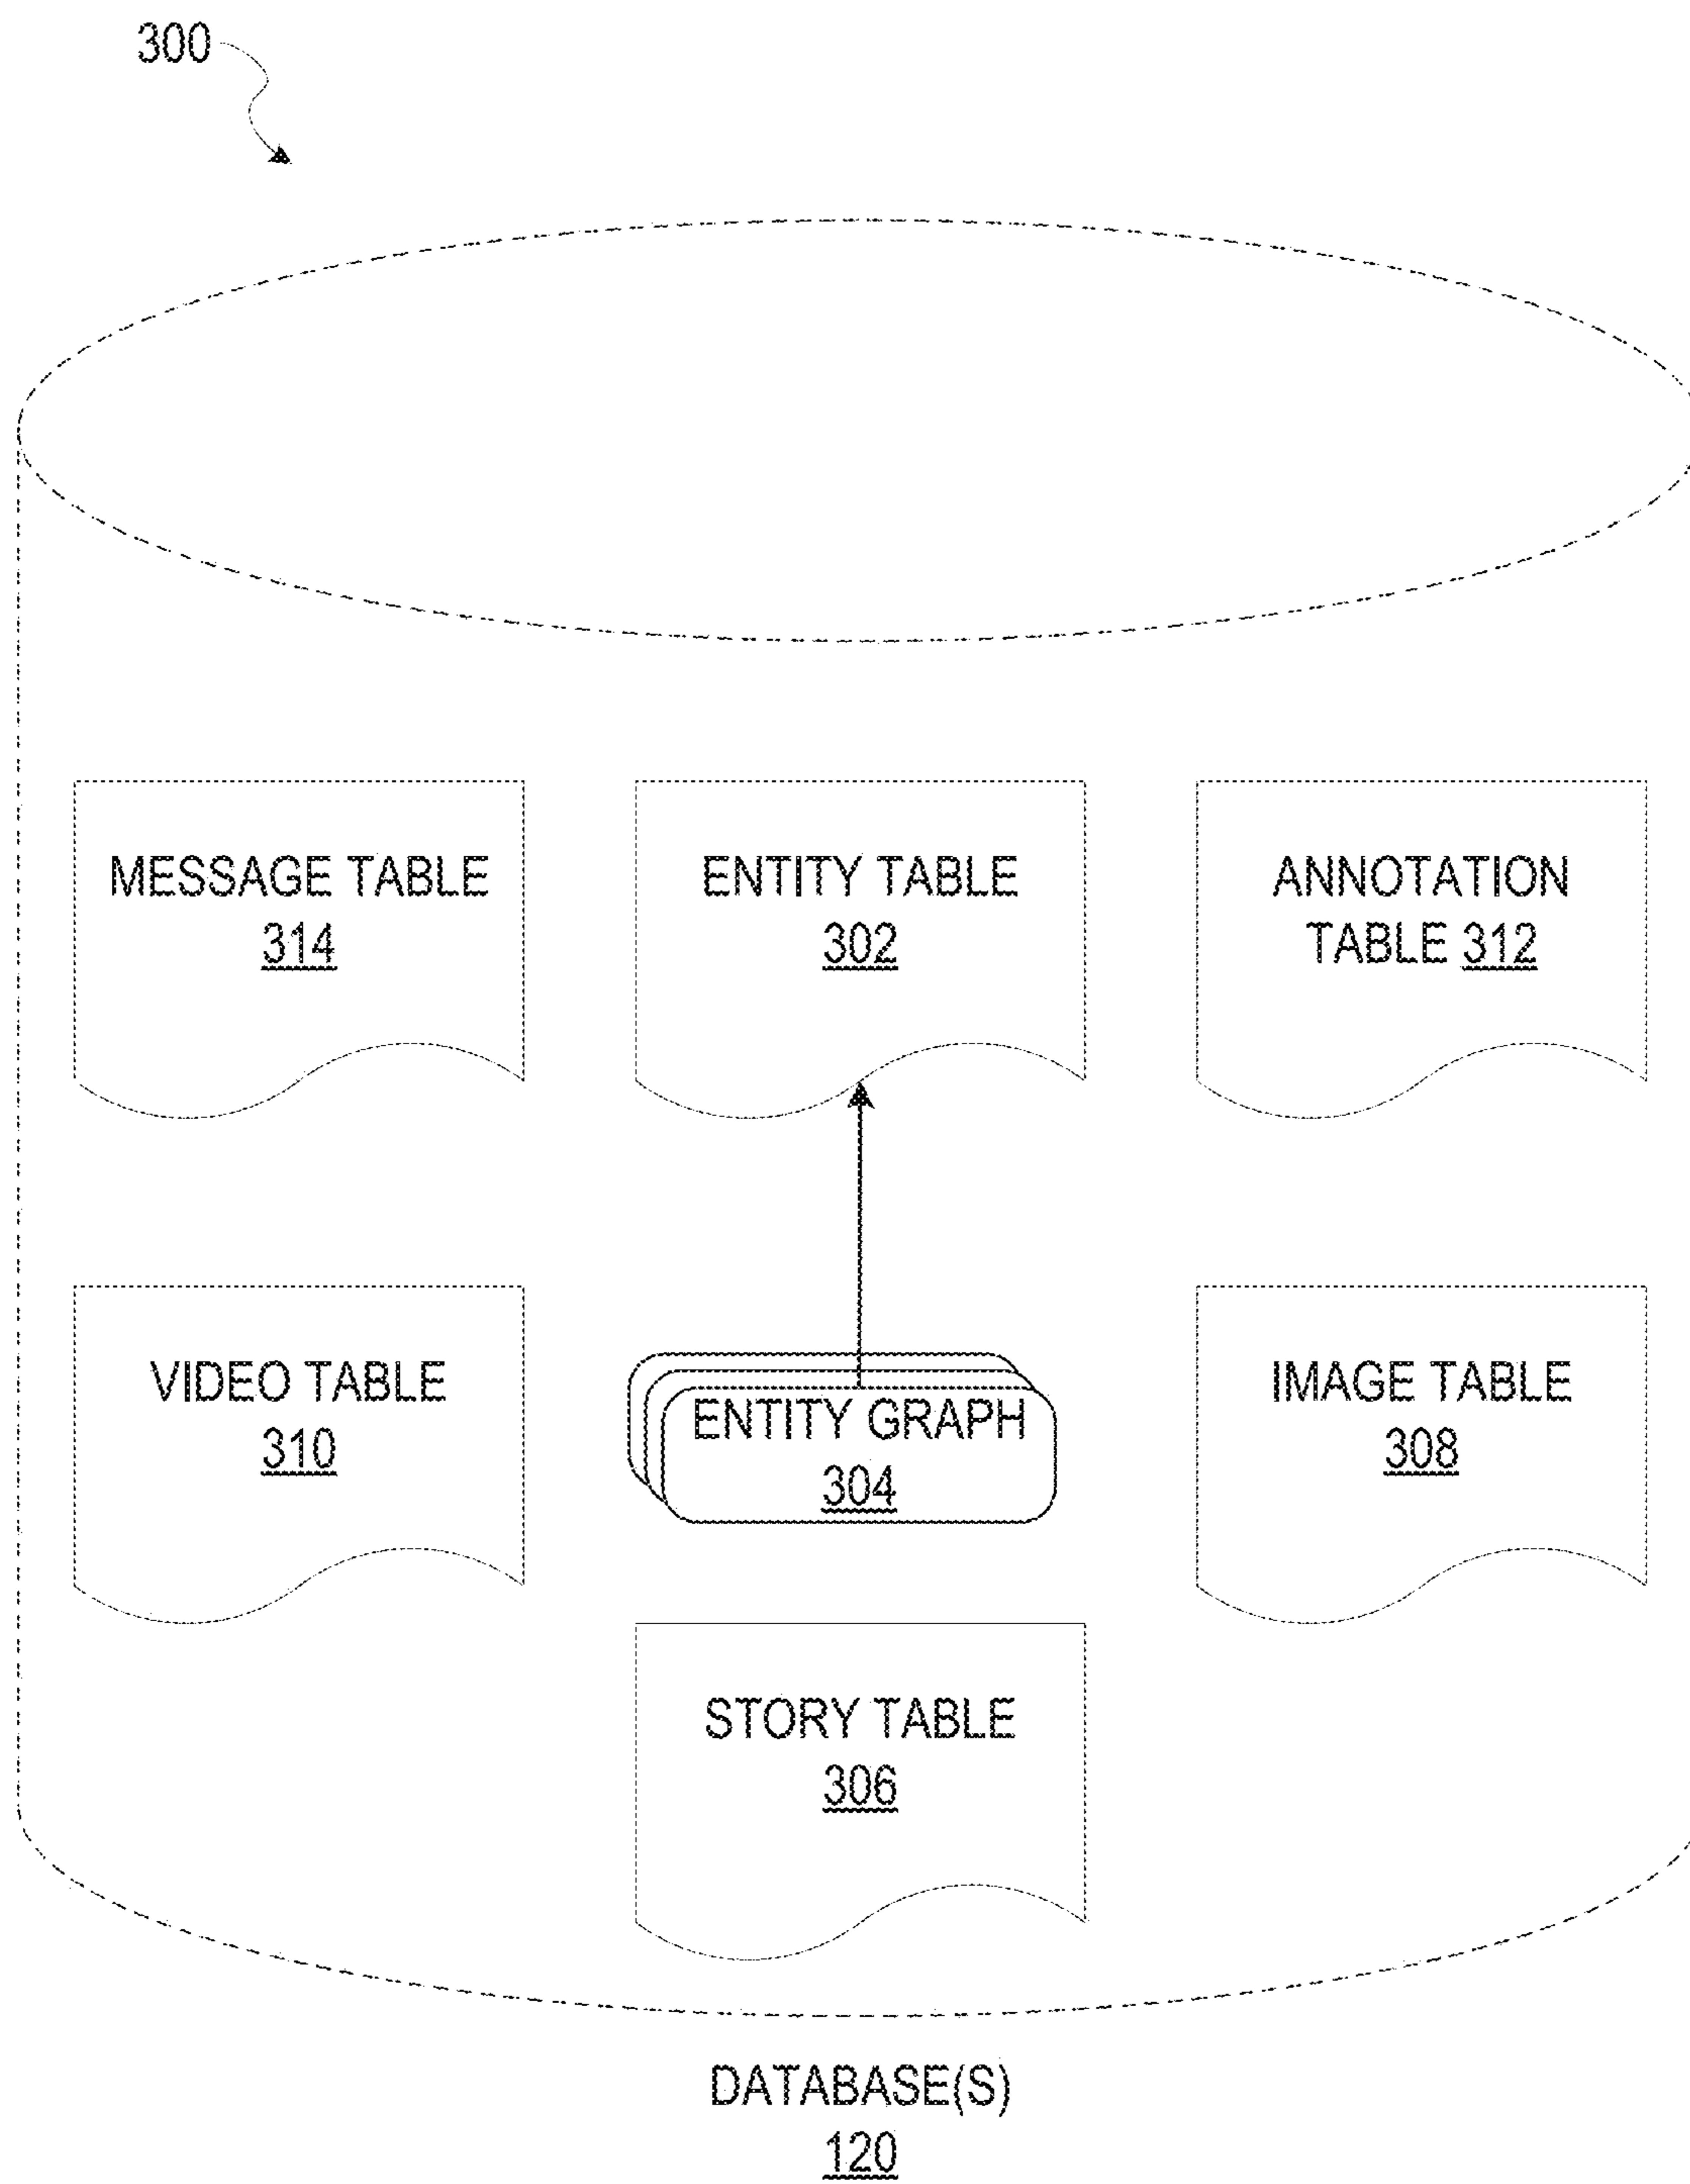 300
MESSAGE TABLE
314
ENTITY TABLE
302
ANNOTATION
TABLE 312
VIDEO TABLE
310
ENTITY GRAPH
304
IMAGE TABLE
308
STORY TABLE
306
DATABASE(S)
120